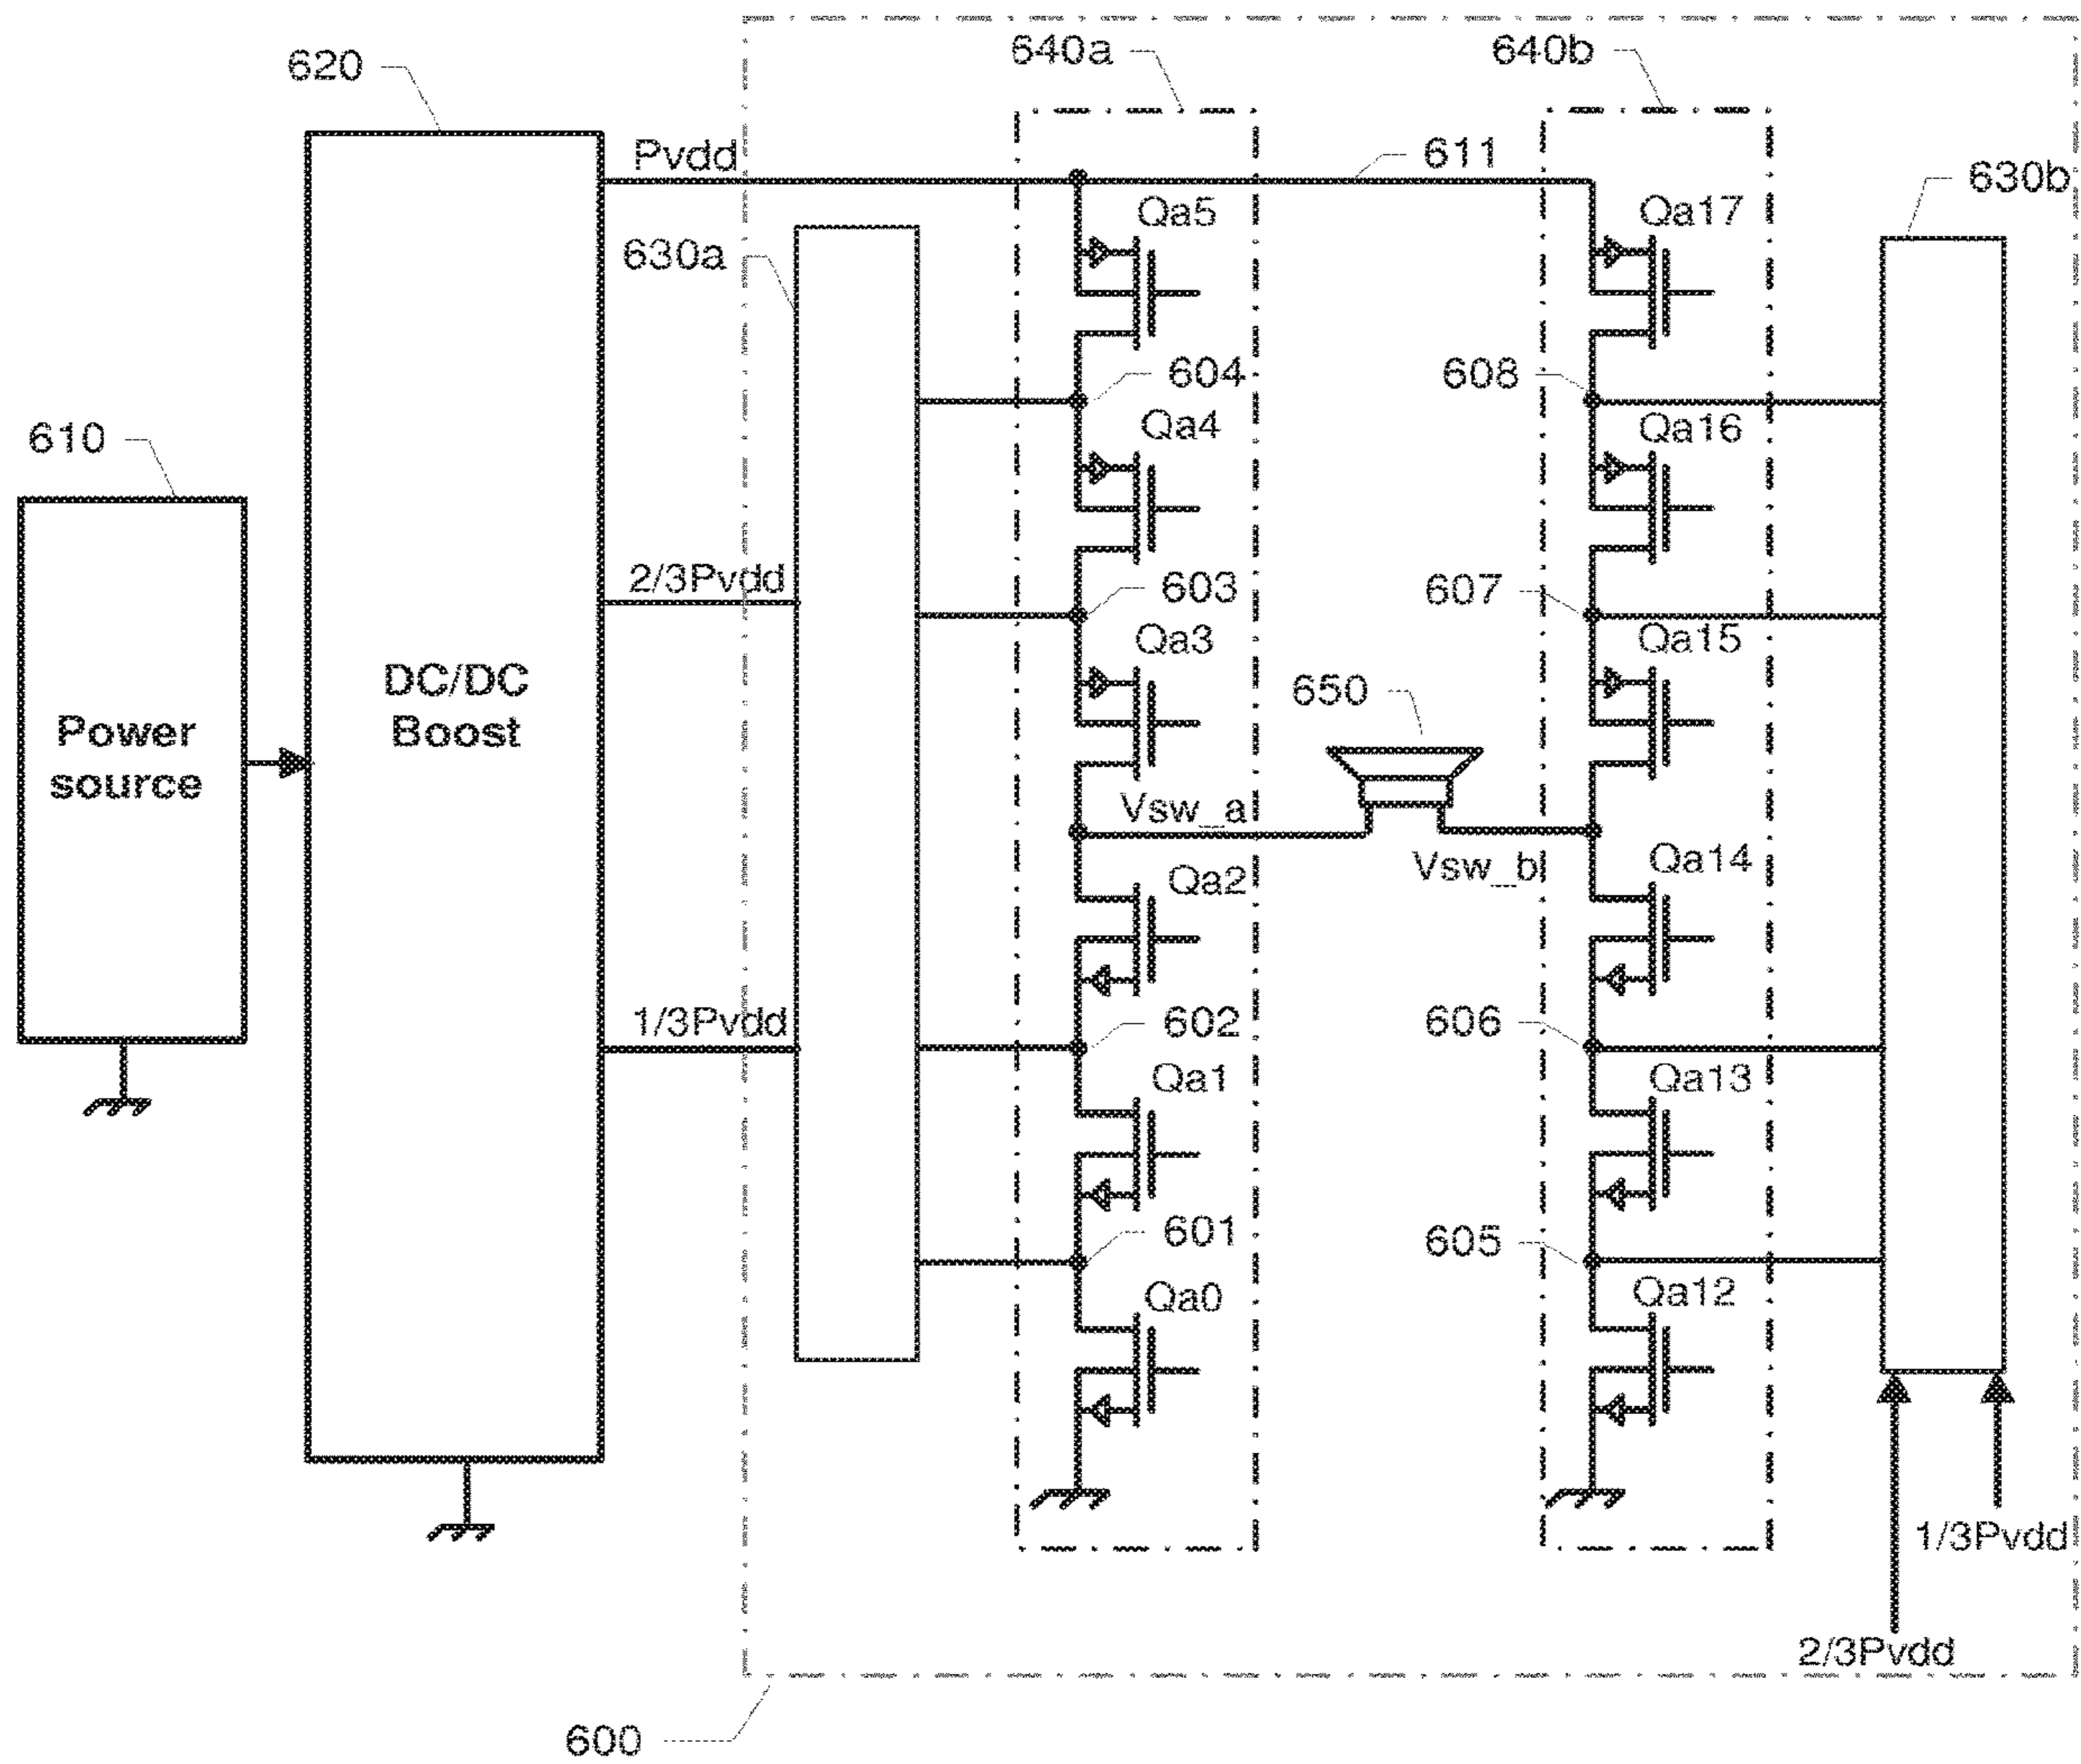 640a
640b
620
Pvdd
611
630b
Qa5
Qa17
630a
604
608
Qa4
Qa16
610
2/3Pvdd
603
607
Qa3
Qa15
DC/DC
Boost
650
Power
source
Vsw_a
Vsw_b
Qa2
Qa14
1/3Pvdd
602
606
Qa1
Qa13
601
605
Qa0
Qa12
1/3Pvdd
2/3Pvdd
600